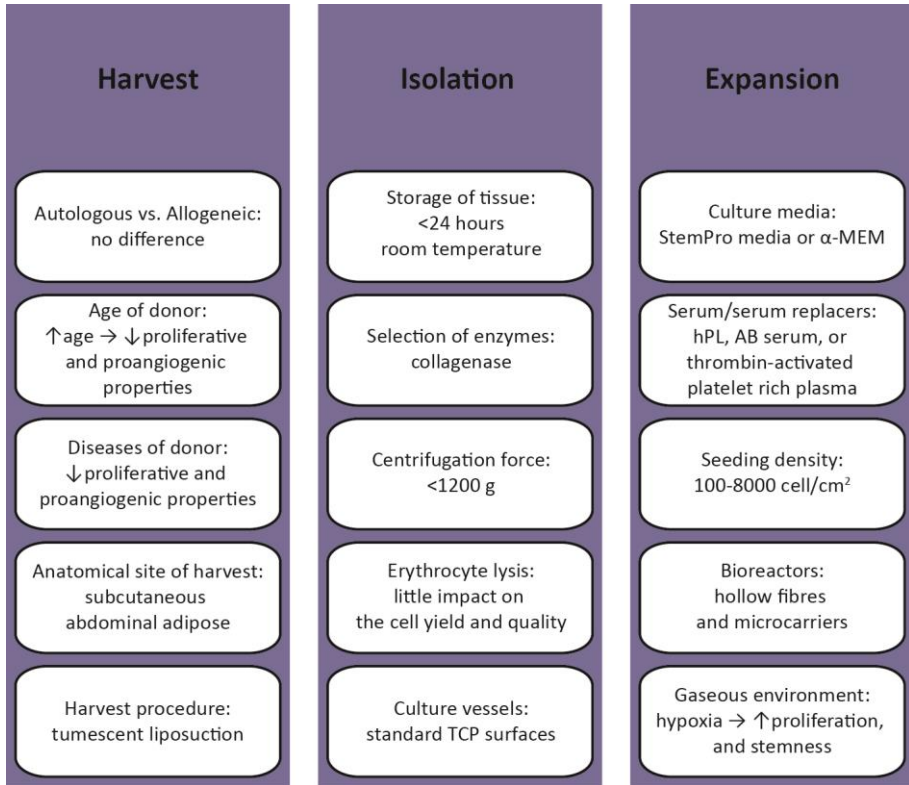 Harvest
Autologous vs. Allogeneic:
no difference
Age of donor:
↑age → ↓proliferative
and proangiogenic
properties
Diseases of donor:
↓proliferative and
proangiogenic properties
Anatomical site of harvest:
subcutaneous
abdominal adipose
Harvest procedure:
tumescent liposuction
Isolation
Storage of tissue:
<24 hours
room temperature
Selection of enzymes:
collagenase
Centrifugation force:
<1200 g
Erythrocyte lysis:
little impact on
the cell yield and quality
Culture vessels:
standard TCP surfaces
Expansion
Culture media:
StemPro media or α-MEM
Serum/serum replacers:
hPL, AB serum, or
thrombin-activated
platelet rich plasma
Seeding density:
100-8000 cell/cm²
Bioreactors:
hollow fibres
and microcarriers
Gaseous environment:
hypoxia → ↑proliferation,
and stemness